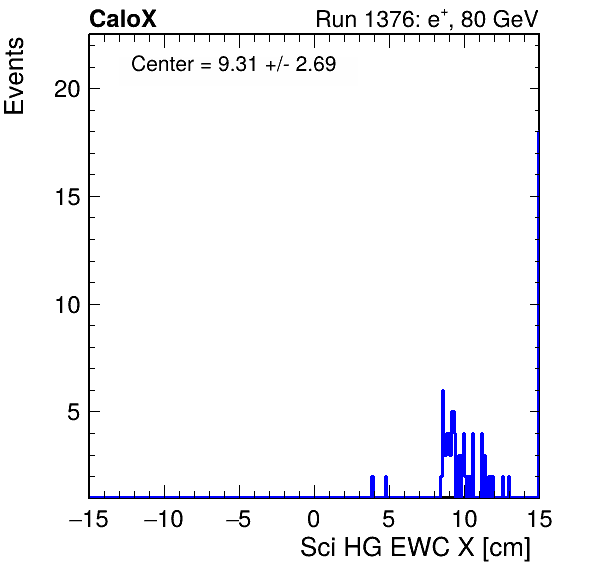 CaloX Run 1376: e⁺, 80 GeV
Center = 9.31 +/- 2.69
Events
20
15
10
5
−15 −10 −5 0 5 10 15
Sci HG EWC X [cm]